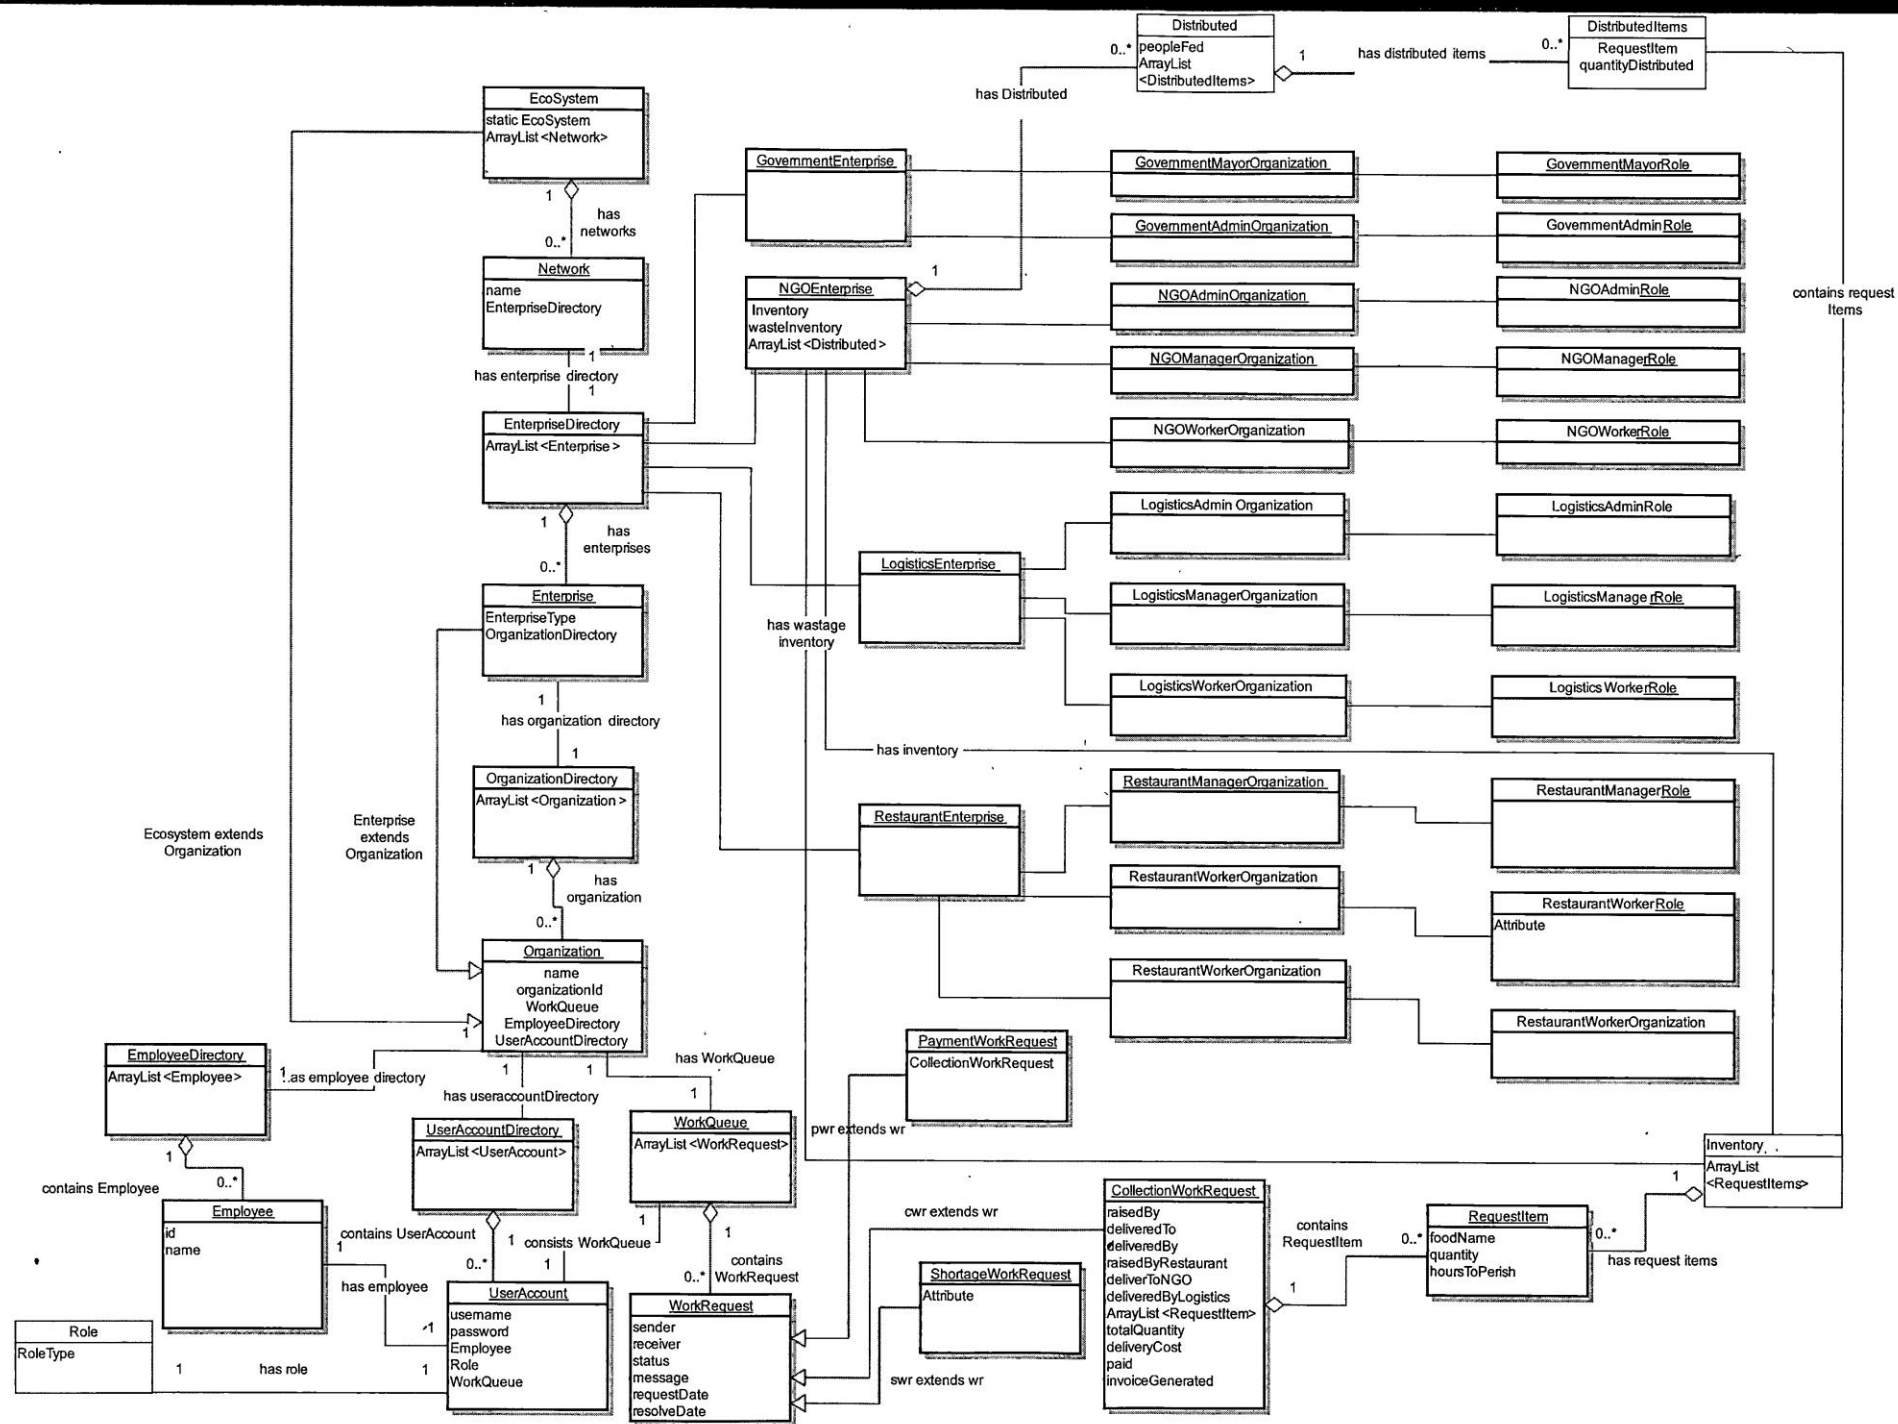 Distributed
peopleFed
ArrayList
<DistributedItems>
0..*
1
has distributed items
0..*
DistributedItems
RequestItem
quantityDistributed
has Distributed
contains request
Items
EcoSystem
static EcoSystem
ArrayList <Network>
1
has
networks
0..*
Network
name
EnterpriseDirectory
1
has enterprise directory
1
EnterpriseDirectory
ArrayList <Enterprise >
1
has
enterprises
0..*
Enterprise
EnterpriseType
OrganizationDirectory
1
has organization directory
1
OrganizationDirectory
ArrayList <Organization >
1
has
organization
0..*
Ecosystem extends
Organization
Enterprise
extends
Organization
Organization
name
organizationId
WorkQueue
EmployeeDirectory
UserAccountDirectory
1
GovernmentEnterprise
GovernmentMayorOrganization
GovernmentMayorRole
GovernmentAdminOrganization
GovernmentAdminRole
1
NGOEnterprise
Inventory
wasteInventory
ArrayList <Distributed >
NGOAdminOrganization
NGOAdminRole
NGOManagerOrganization
NGOManagerRole
NGOWorkerOrganization
NGOWorkerRole
LogisticsEnterprise
LogisticsAdmin Organization
LogisticsAdminRole
LogisticsManagerOrganization
LogisticsManagerRole
LogisticsWorkerOrganization
Logistics WorkerRole
has wastage
inventory
has inventory
RestaurantEnterprise
RestaurantManagerOrganization
RestaurantManagerRole
RestaurantWorkerOrganization
RestaurantWorkerRole
Attribute
RestaurantWorkerOrganization
RestaurantWorkerOrganization
EmployeeDirectory
ArrayList <Employee>
1
as employee directory
1
has useraccountDirectory
1
has WorkQueue
1
1
contains Employee
0..*
Employee
id
name
UserAccountDirectory
ArrayList <UserAccount>
WorkQueue
ArrayList <WorkRequest>
PaymentWorkRequest
CollectionWorkRequest
pwr extends wr
contains UserAccount
1
0..*
1
consists WorkQueue
1
1
1
contains
WorkRequest
0..*
has employee
1
UserAccount
username
password
Employee
Role
WorkQueue
Role
RoleType
1
has role
1
WorkRequest
sender
receiver
status
message
requestDate
resolveDate
cwr extends wr
ShortageWorkRequest
Attribute
swr extends wr
CollectionWorkRequest
raisedBy
deliveredTo
deliveredBy
raisedByRestaurant
deliverToNGO
deliveredByLogistics
ArrayList <RequestItem>
totalQuantity
deliveryCost
paid
invoiceGenerated
contains
RequestItem
0..*
1
RequestItem
foodName
quantity
hoursToPerish
0..*
has request items
1
Inventory
ArrayList
<RequestItems>